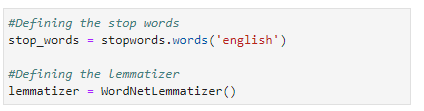 #Defining the stop words
stop_words = stopwords.words('english')
#Defining the lemmatizer
lemmatizer = WordNetLemmatizer()